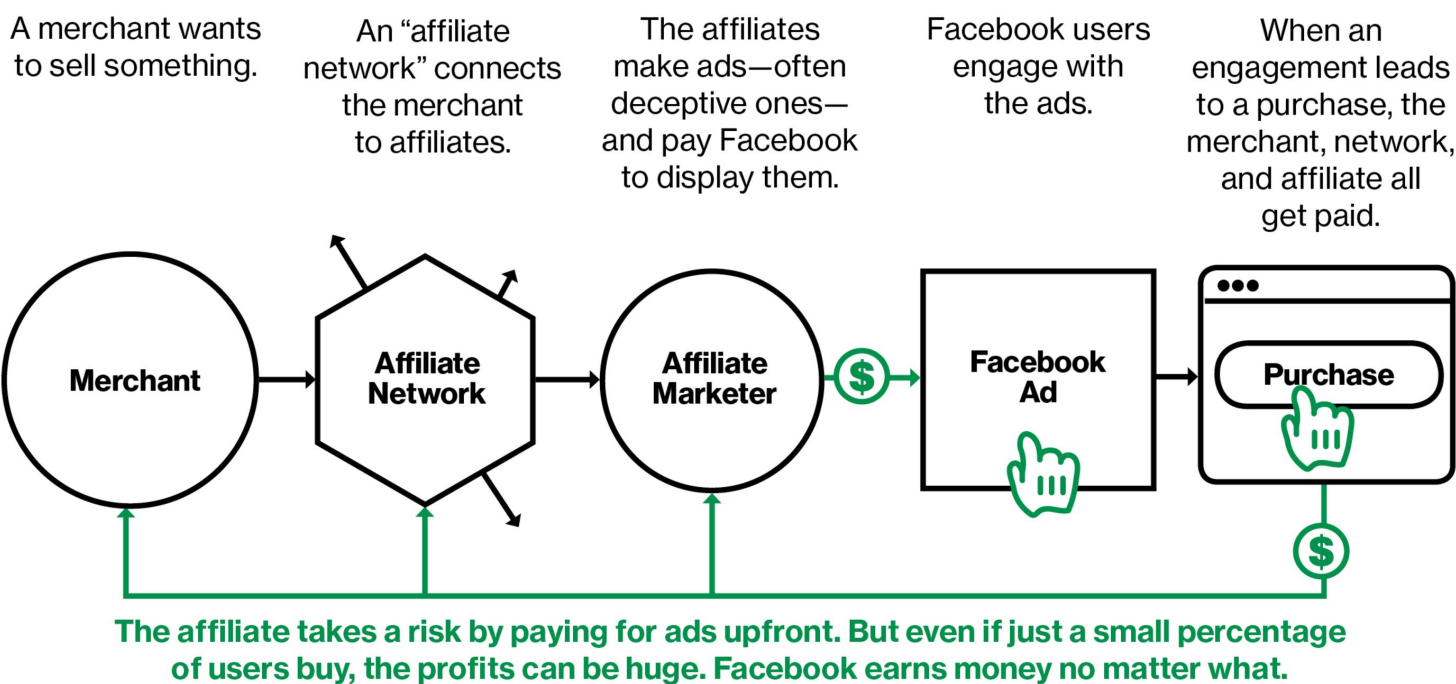 A merchant wants
to sell something.
An “affiliate
network” connects
the merchant
to affiliates.
The affiliates
make ads—often
deceptive ones—
and pay Facebook
to display them.
Facebook users
engage with
the ads.
When an
engagement leads
to a purchase, the
merchant, network,
and affiliate all
get paid.
Merchant
Affiliate
Network
Affiliate
Marketer
$
Facebook
Ad
Purchase
$
The affiliate takes a risk by paying for ads upfront. But even if just a small percentage
of users buy, the profits can be huge. Facebook earns money no matter what.